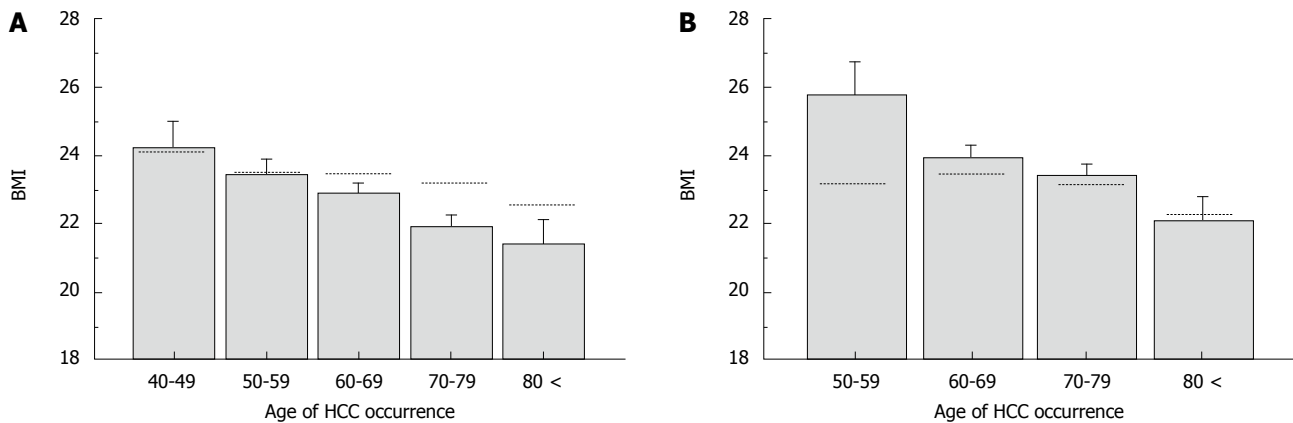 A
28
26
24
22
20
18
BMI
40-49 50-59 60-69 70-79 80 <
Age of HCC occurrence
B
28
26
24
22
20
18
BMI
50-59 60-69 70-79 80 <
Age of HCC occurrence